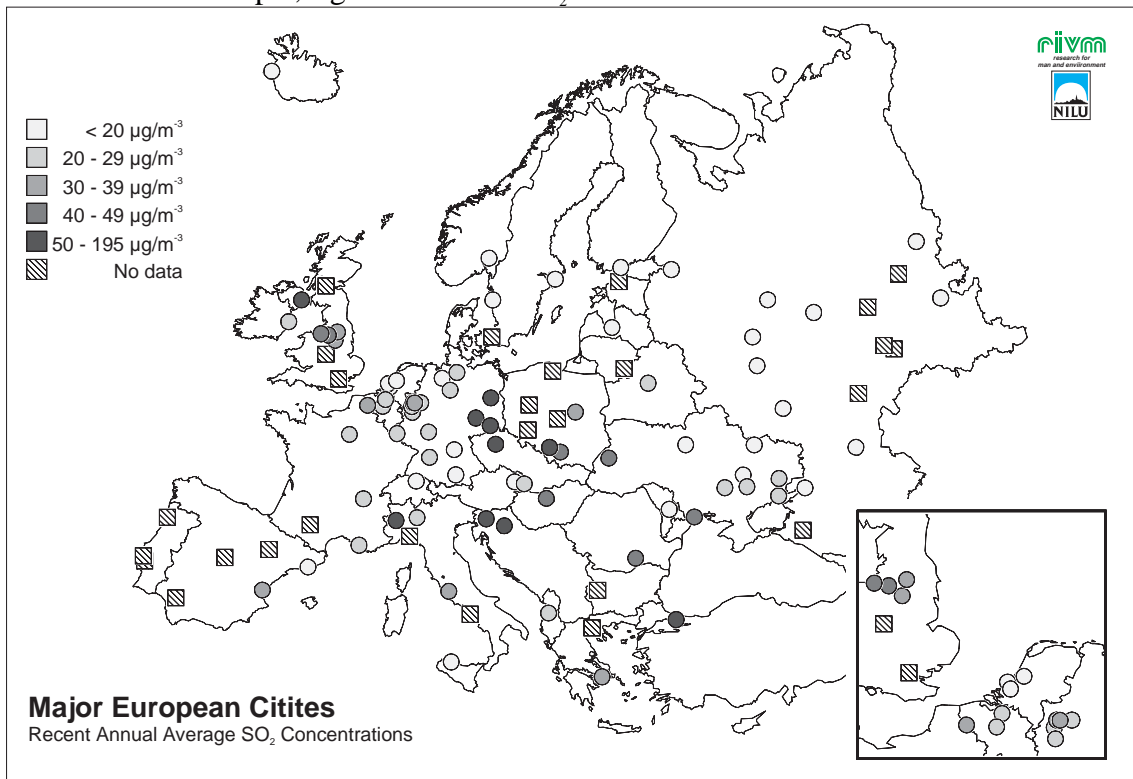 rivm
research for
man and enviironment
NILU
< 20 µg/m⁻³
20 - 29 µg/m⁻³
30 - 39 µg/m⁻³
40 - 49 µg/m⁻³
50 - 195 µg/m⁻³
No data
Major European Citites
Recent Annual Average SO₂ Concentrations